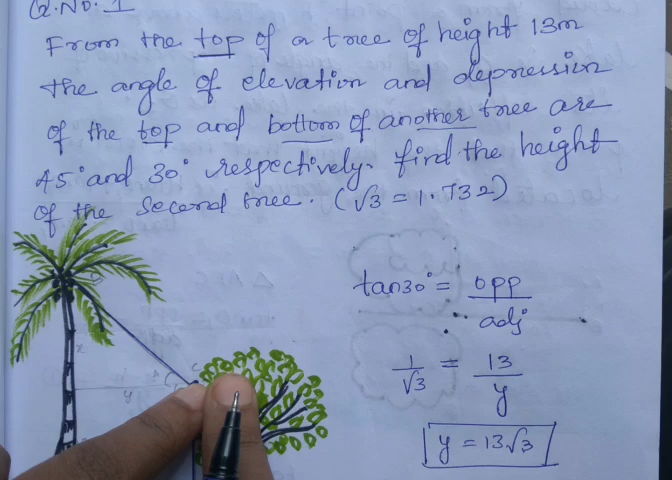 Q.No. 1
From the top of a tree of height 13m
the angle of elevation and depression
of the top and bottom of another tree are
45° and 30° respectively. find the height
of the second tree. (√3 = 1.732)
tan30° = opp / adj
1/√3 = 13/y
y = 13√3
x
y
C